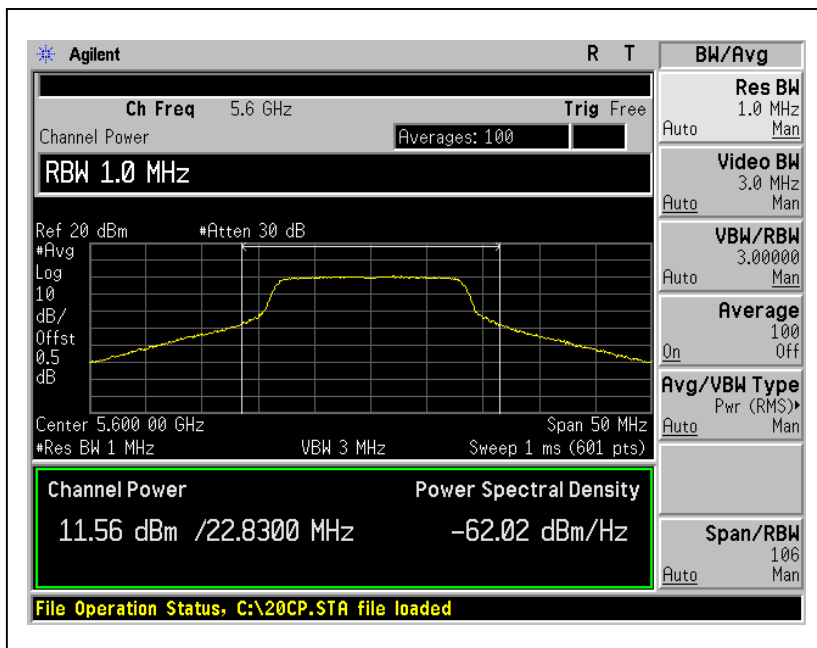 Agilent R T
Ch Freq 5.6 GHz Trig Free
Channel Power Averages: 100
RBW 1.0 MHz
Ref 20 dBm #Atten 30 dB
#Avg
Log
10
dB/
Offst
0.5
dB
Center 5.600 00 GHz Span 50 MHz
#Res BW 1 MHz VBW 3 MHz Sweep 1 ms (601 pts)
Channel Power Power Spectral Density
11.56 dBm /22.8300 MHz -62.02 dBm/Hz
File Operation Status, C:\20CP.STA file loaded
BW/Avg
Res BW
1.0 MHz
Auto Man
Video BW
3.0 MHz
Auto Man
VBW/RBW
3.00000
Auto Man
Average
100
On Off
Avg/VBW Type
Pwr (RMS)▸
Auto Man
Span/RBW
106
Auto Man